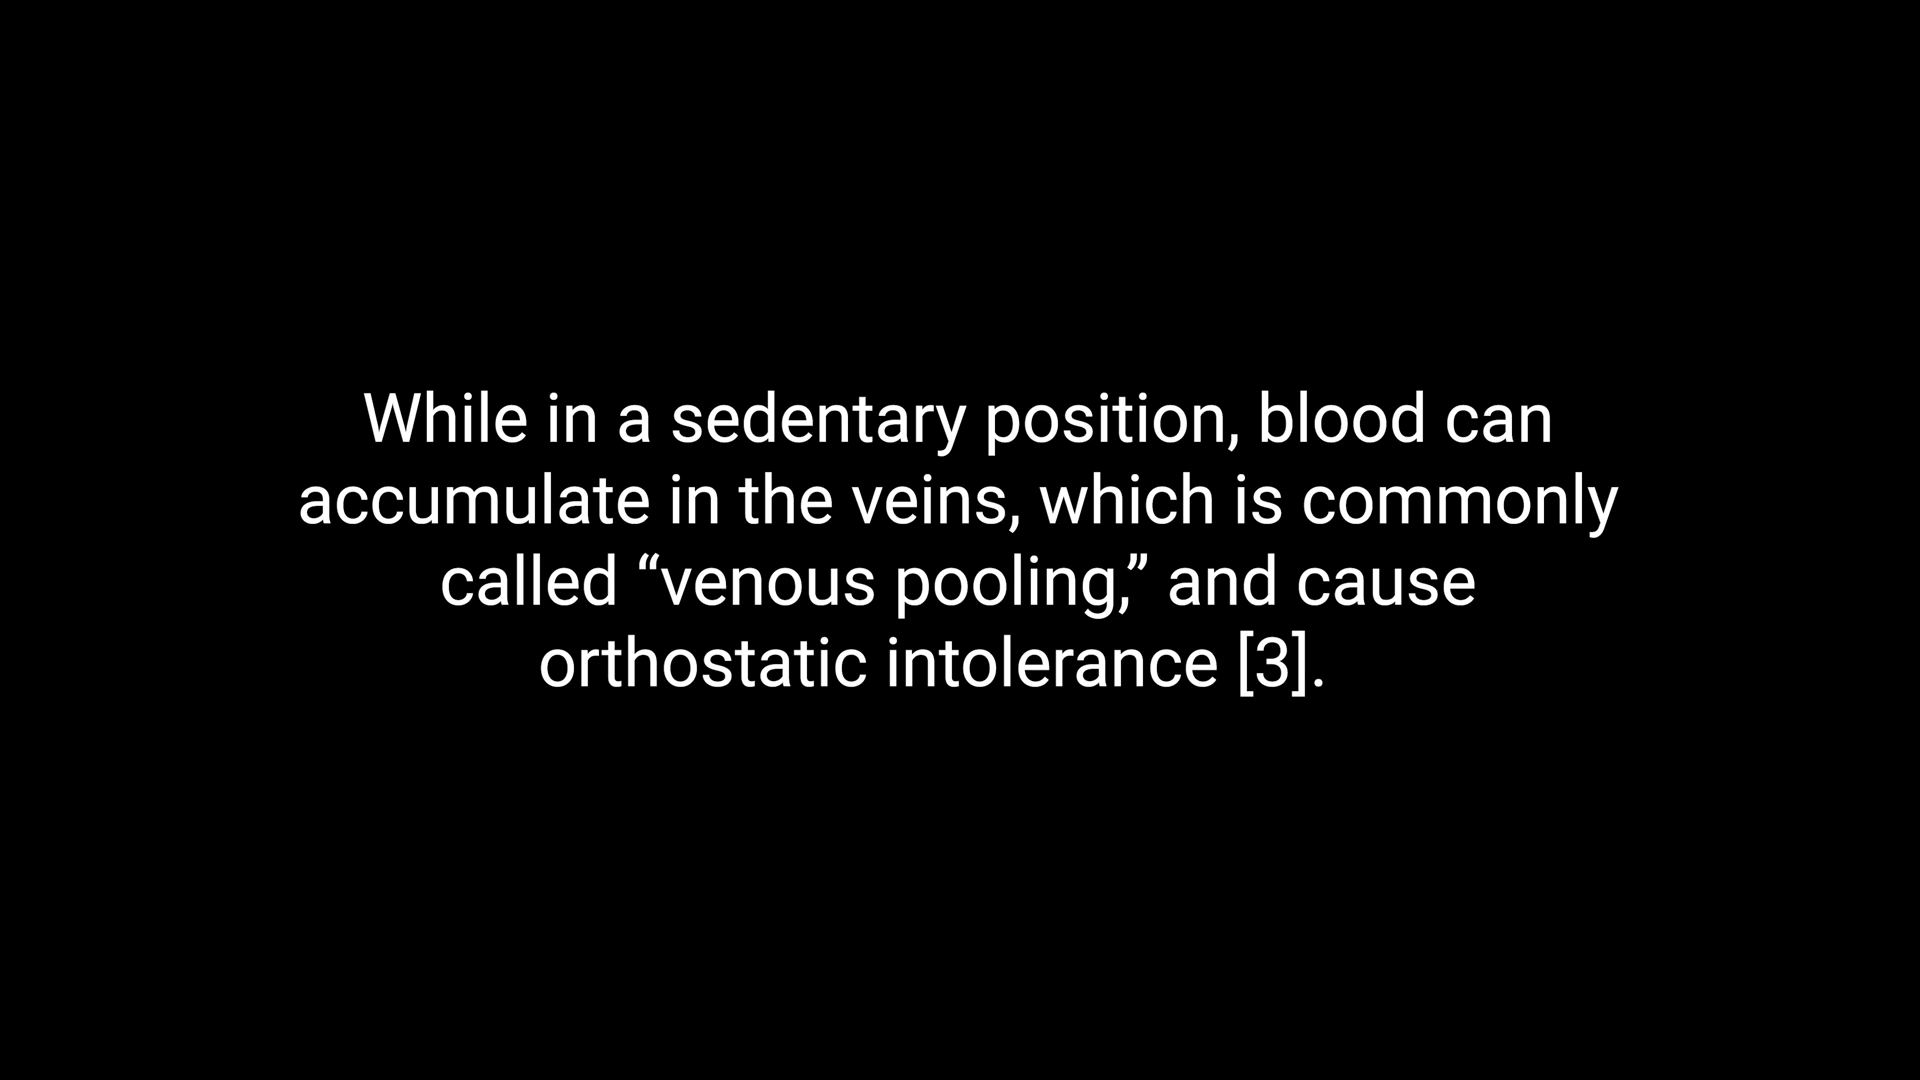 While in a sedentary position, blood can
accumulate in the veins, which is commonly
called “venous pooling,” and cause
orthostatic intolerance [3].